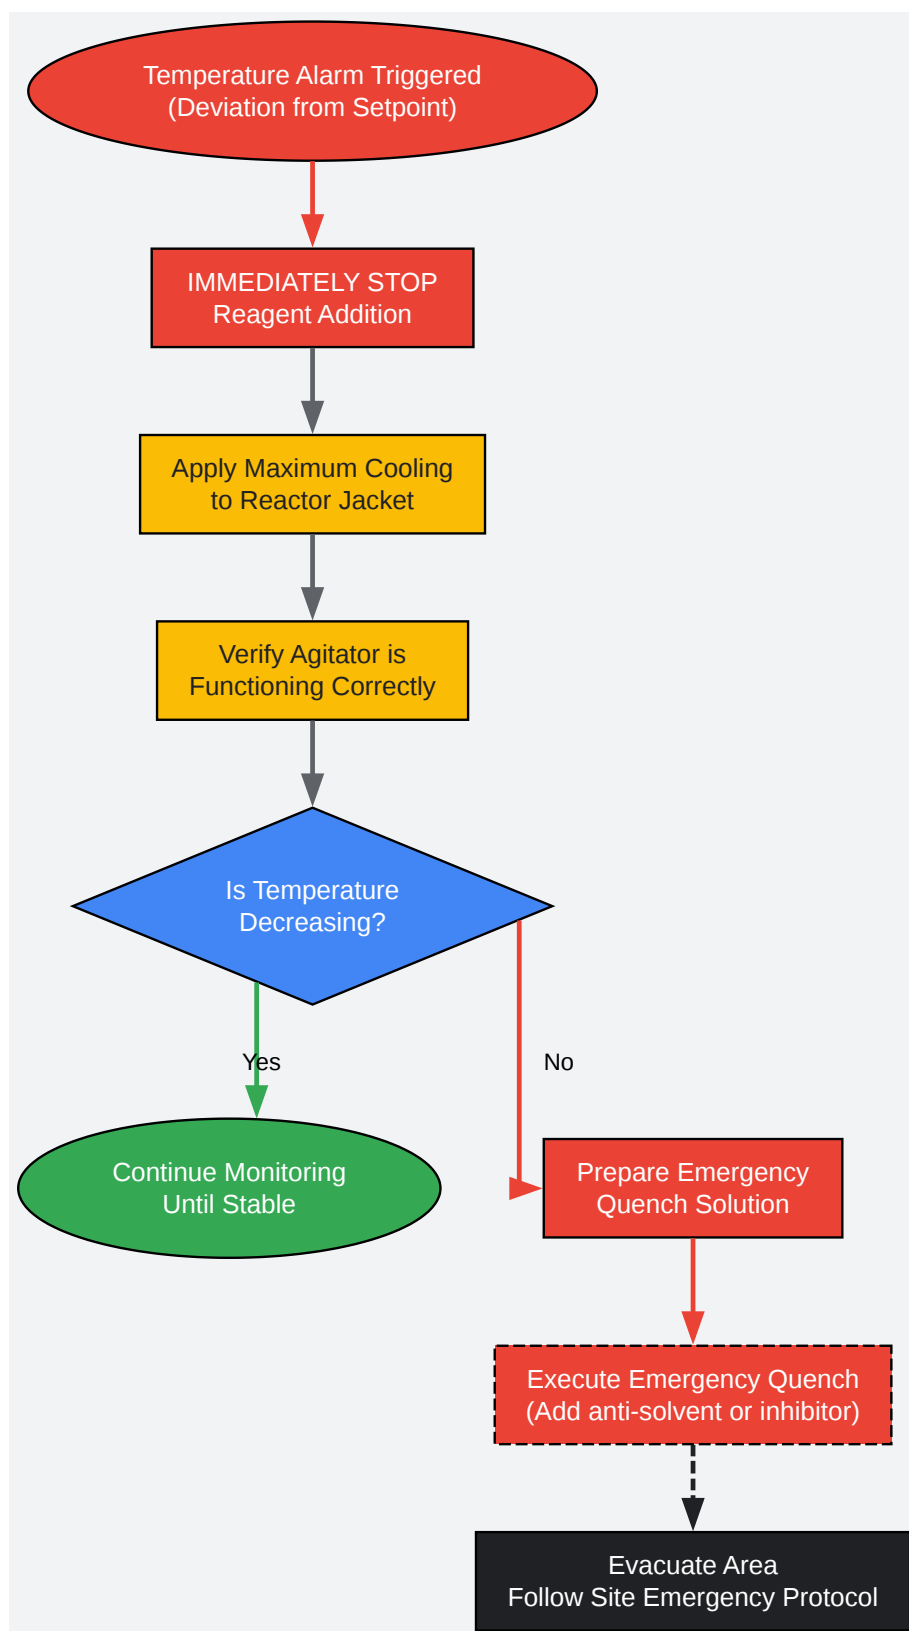 Temperature Alarm Triggered
(Deviation from Setpoint)
IMMEDIATELY STOP
Reagent Addition
Apply Maximum Cooling
to Reactor Jacket
Verify Agitator is
Functioning Correctly
Is Temperature
Decreasing?
Yes
No
Continue Monitoring
Until Stable
Prepare Emergency
Quench Solution
Execute Emergency Quench
(Add anti-solvent or inhibitor)
Evacuate Area
Follow Site Emergency Protocol